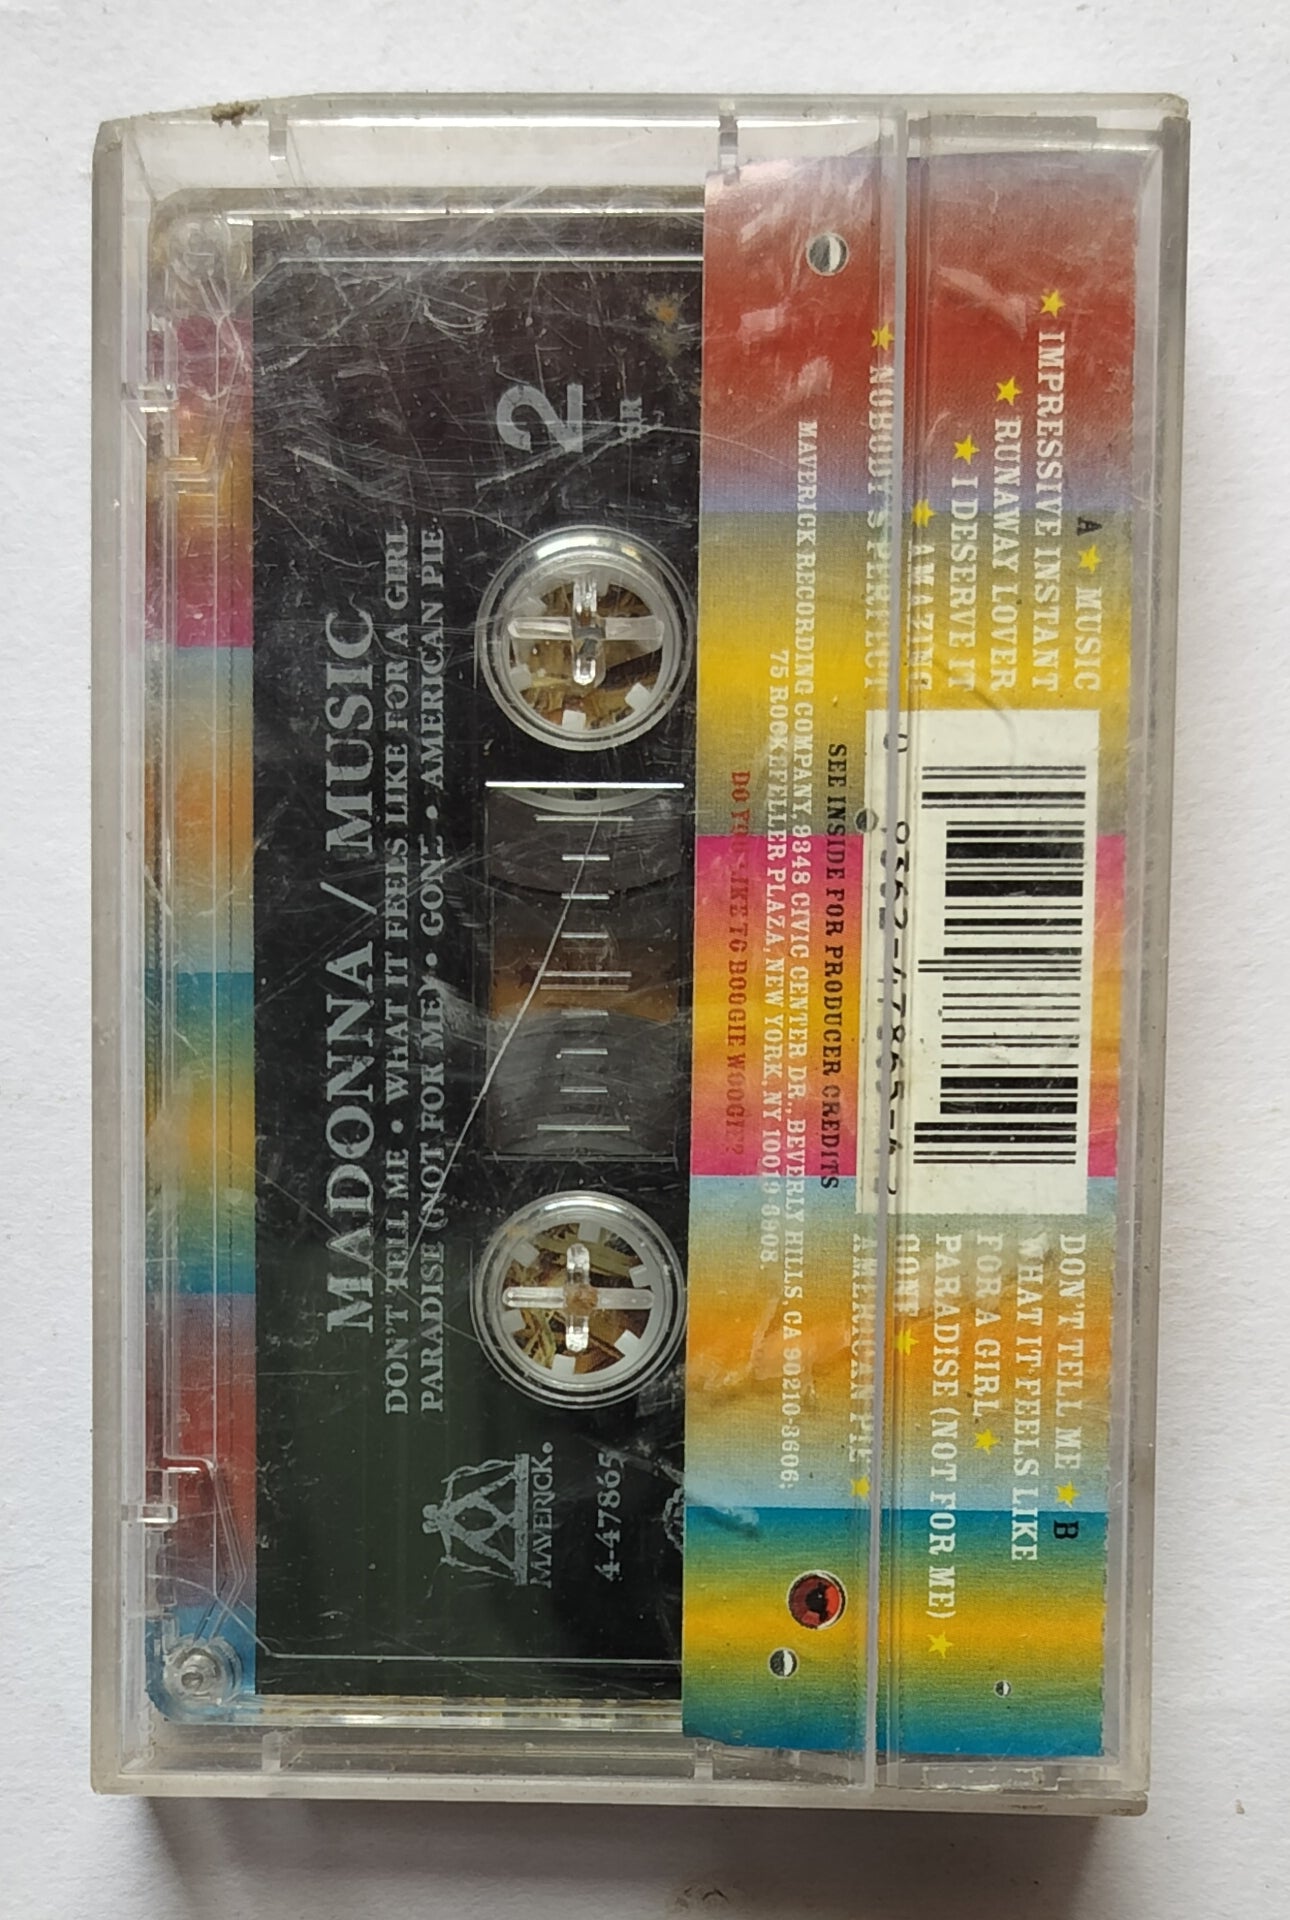 MADONNA / MUSIC
DON'T TELL ME • WHAT IT FEELS LIKE FOR A GIRL
PARADISE (NOT FOR ME) • GONE • AMERICAN PIE
2
MAVERICK.
4-47865
A ★ MUSIC
★ IMPRESSIVE INSTANT
★ RUNAWAY LOVER
★ I DESERVE IT
★ AMAZING
★ NOBODY'S PERFECT
DON'T TELL ME ★ B
WHAT IT FEELS LIKE
FOR A GIRL ★
PARADISE (NOT FOR ME) ★
GONE ★
AMERICAN PIE ★
0 9362-47865-4
SEE INSIDE FOR PRODUCER CREDITS
MAVERICK RECORDING COMPANY, 9348 CIVIC CENTER DR., BEVERLY HILLS, CA 90210-3606;
75 ROCKEFELLER PLAZA, NEW YORK, NY 10019-6908.
DO YOU LIKE TO BOOGIE WOOGIE?